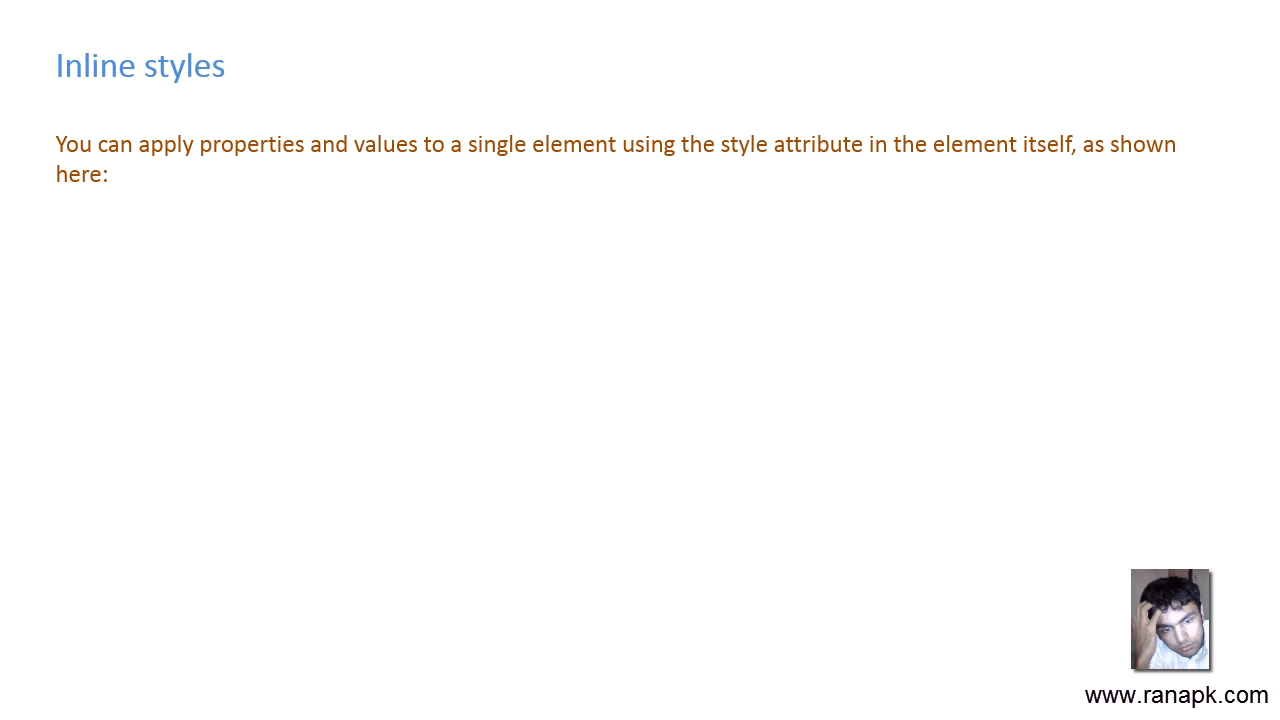 Inline styles
You can apply properties and values to a single element using the style attribute in the element itself, as shown
here:
www.ranapk.com